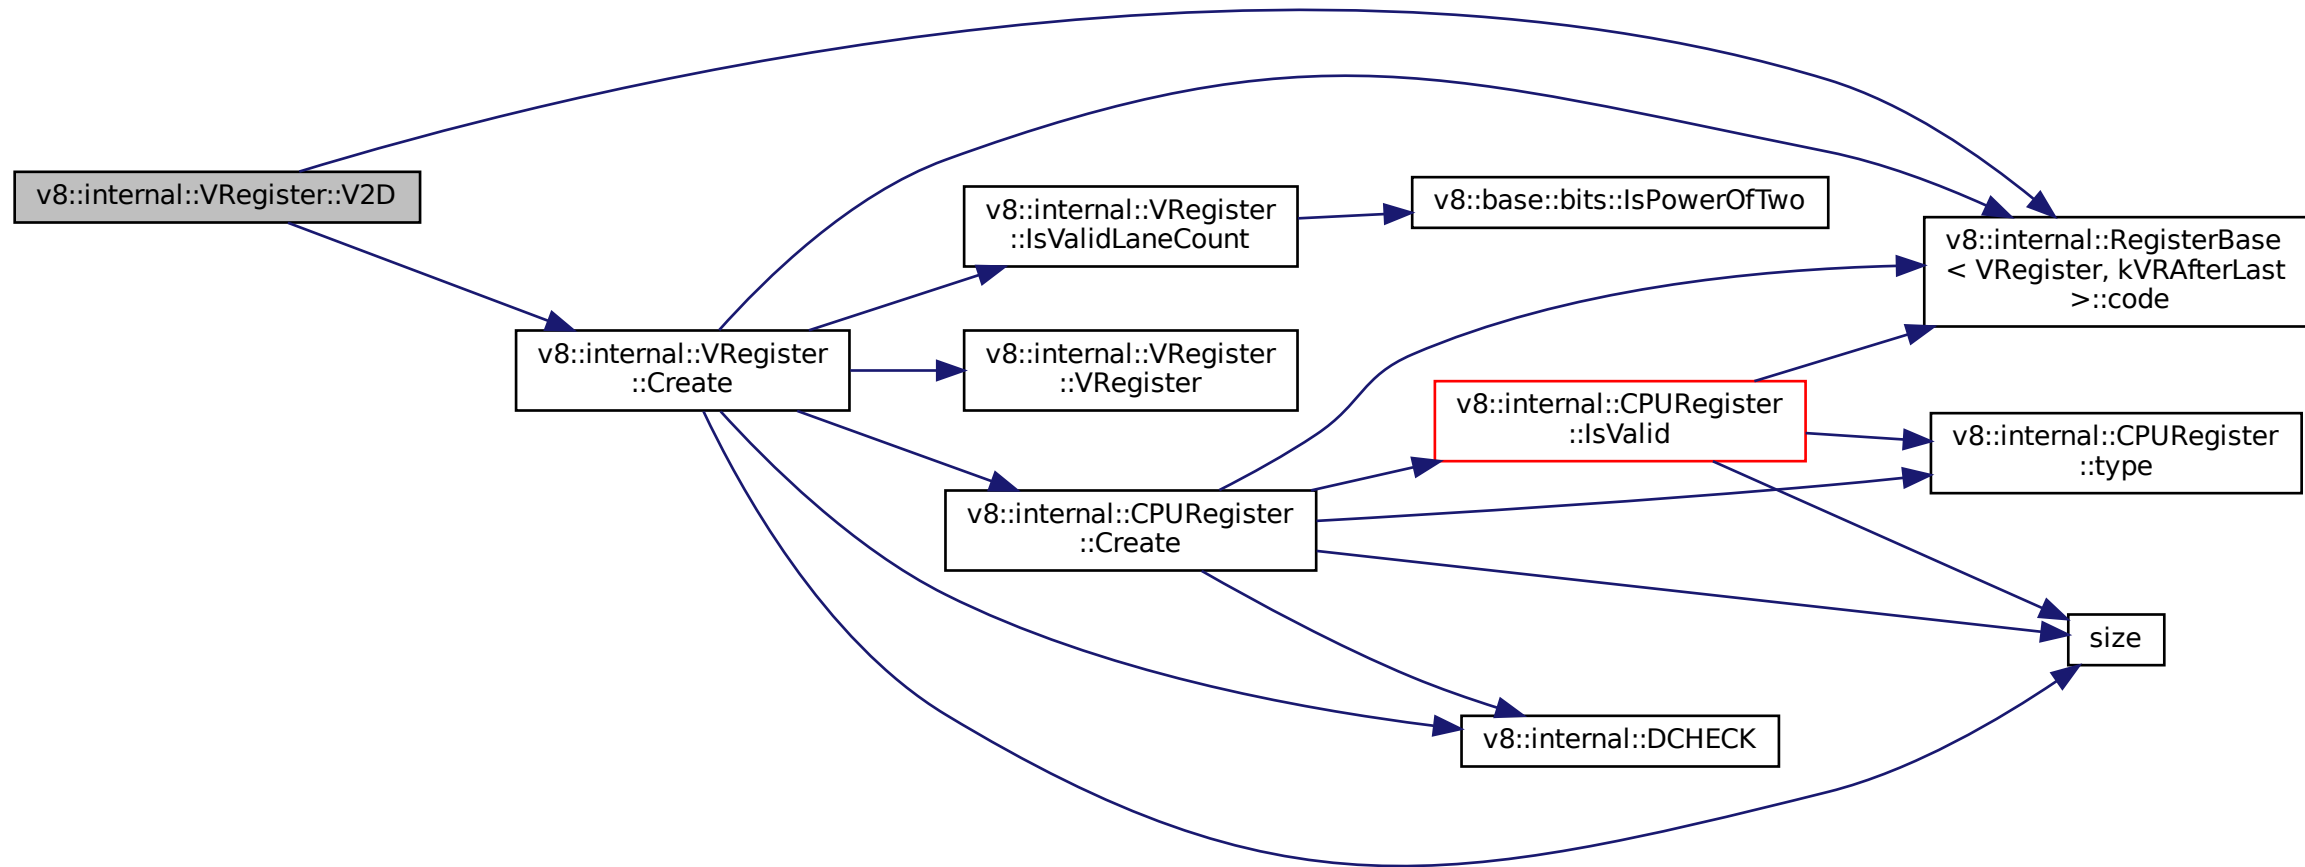 v8::internal::VRegister::V2D
v8::internal::VRegister
::Create
v8::internal::VRegister
::IsValidLaneCount
v8::base::bits::IsPowerOfTwo
v8::internal::VRegister
::VRegister
v8::internal::CPURegister
::Create
v8::internal::CPURegister
::IsValid
v8::internal::RegisterBase
< VRegister, kVRAfterLast
>::code
v8::internal::CPURegister
::type
size
v8::internal::DCHECK